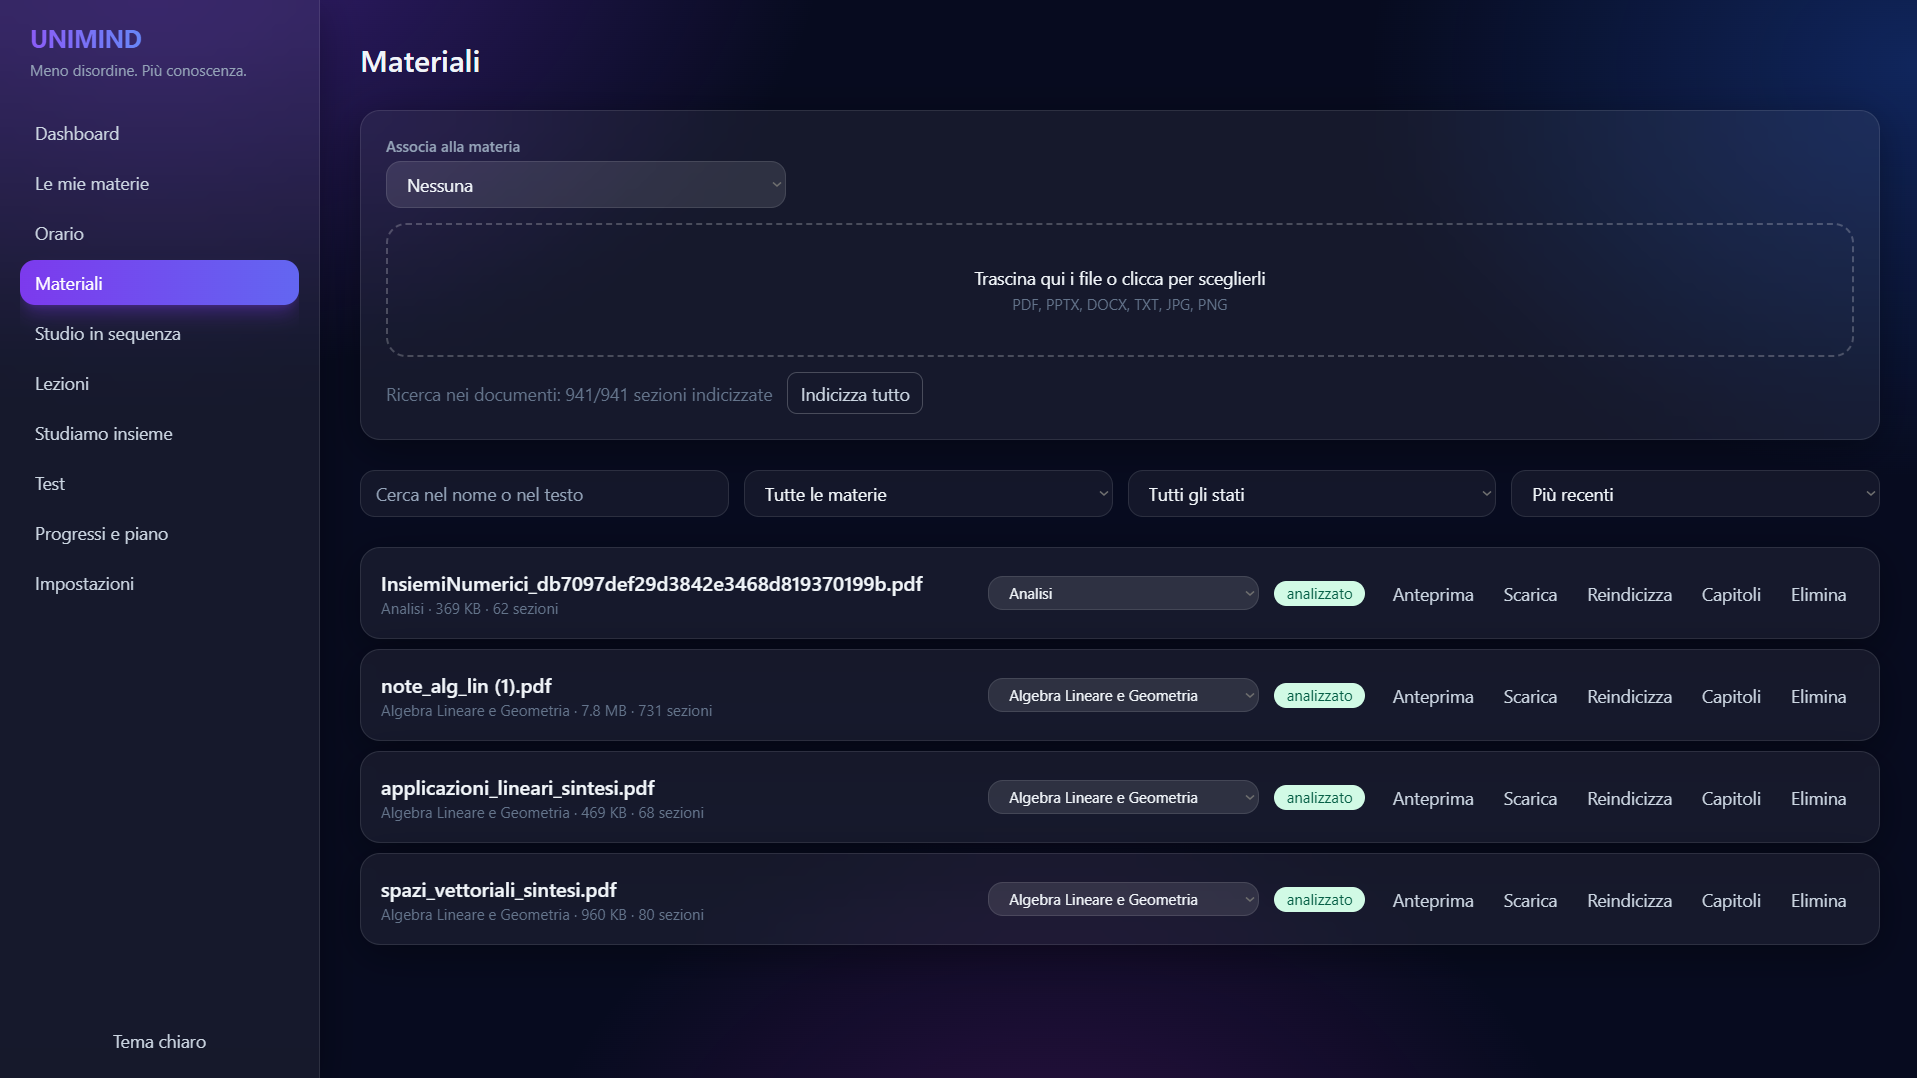 UNIMIND
Meno disordine. Più conoscenza.
Dashboard
Le mie materie
Orario
Materiali
Studio in sequenza
Lezioni
Studiamo insieme
Test
Progressi e piano
Impostazioni
Tema chiaro
Materiali
Associa alla materia
Nessuna
Trascina qui i file o clicca per sceglierli
PDF, PPTX, DOCX, TXT, JPG, PNG
Ricerca nei documenti: 941/941 sezioni indicizzate Indicizza tutto
Cerca nel nome o nel testo Tutte le materie Tutti gli stati Più recenti
InsiemiNumerici_db7097def29d3842e3468d819370199b.pdf
Analisi · 369 KB · 62 sezioni
Analisi analizzato Anteprima Scarica Reindicizza Capitoli Elimina
note_alg_lin (1).pdf
Algebra Lineare e Geometria · 7.8 MB · 731 sezioni
Algebra Lineare e Geometria analizzato Anteprima Scarica Reindicizza Capitoli Elimina
applicazioni_lineari_sintesi.pdf
Algebra Lineare e Geometria · 469 KB · 68 sezioni
Algebra Lineare e Geometria analizzato Anteprima Scarica Reindicizza Capitoli Elimina
spazi_vettoriali_sintesi.pdf
Algebra Lineare e Geometria · 960 KB · 80 sezioni
Algebra Lineare e Geometria analizzato Anteprima Scarica Reindicizza Capitoli Elimina